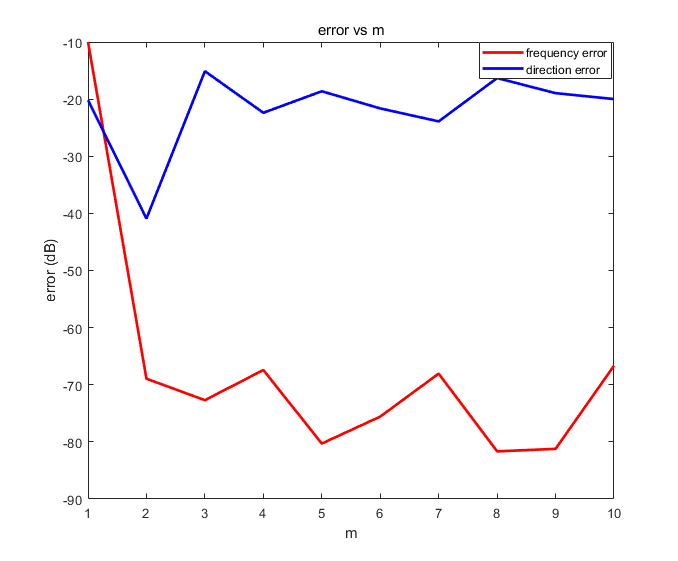 error vs m
frequency error
direction error
-10
-20
-30
-40
-50
-60
-70
-80
-90
error (dB)
1 2 3 4 5 6 7 8 9 10
m